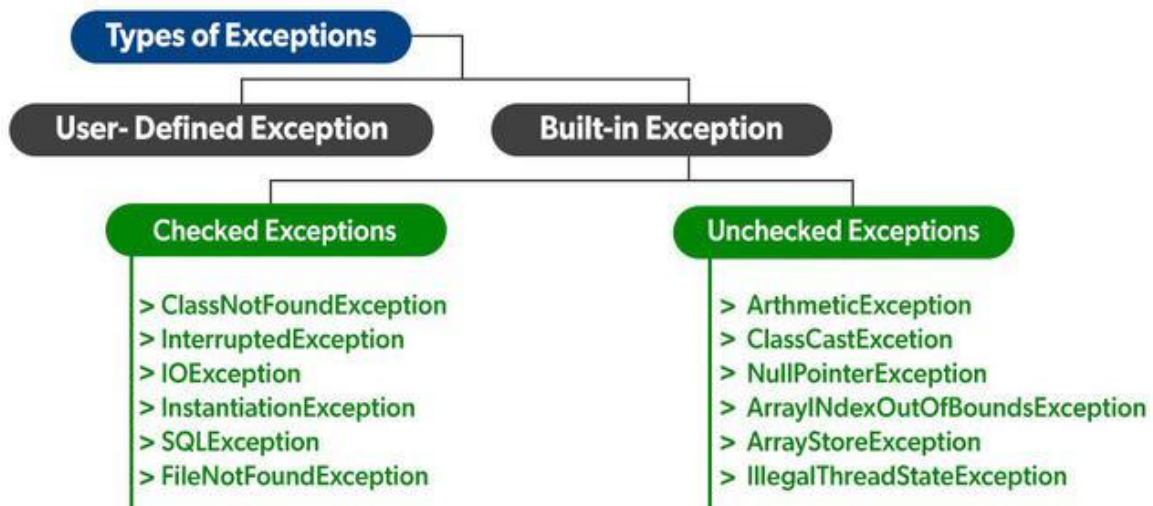 Types of Exceptions
User- Defined Exception
Built-in Exception
Checked Exceptions
> ClassNotFoundException
> InterruptedException
> IOException
> InstantiationException
> SQLException
> FileNotFoundException
Unchecked Exceptions
> ArthmeticException
> ClassCastExcetion
> NullPointerException
> ArrayINdexOutOfBoundsException
> ArrayStoreException
> IllegalThreadStateException